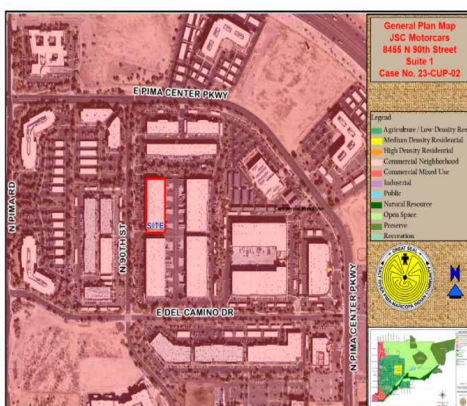 General Plan Map
JSC Motorcars
8455 N 90th Street
Suite 1
Case No. 23-CUP-02
E PIMA CENTER PKWY
N PIMA RD
N 90TH ST
SITE
E DEL CAMINO DR
N PIMA CENTER PKWY
Legend
Agriculture / Low Density Res
Medium Density Residential
High Density Residential
Commercial Neighborhood
Commercial Mixed Use
Industrial
Public
Natural Resource
Open Space
Preserve
Recreation
GREAT SEAL
N